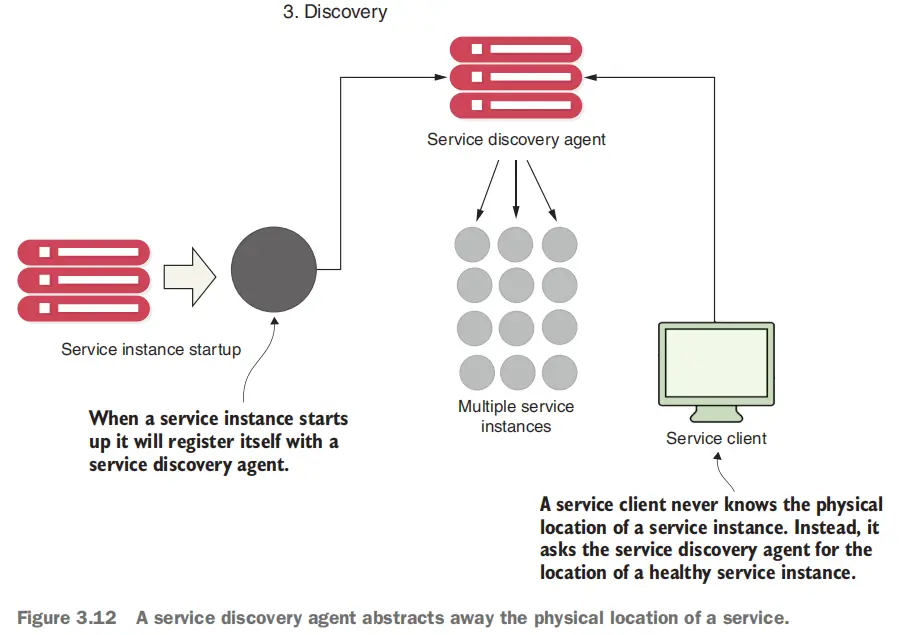 3. Discovery
Service discovery agent
Service instance startup
When a service instance starts
up it will register itself with a
service discovery agent.
Multiple service
instances
Service client
A service client never knows the physical
location of a service instance. Instead, it
asks the service discovery agent for the
location of a healthy service instance.
Figure 3.12 A service discovery agent abstracts away the physical location of a service.